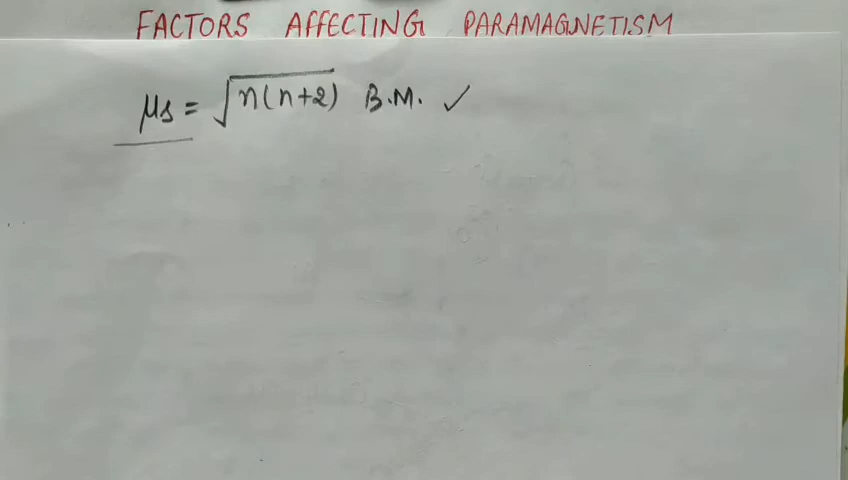 FACTORS AFFECTING PARAMAGNETISM
μs = √n(n+2) B.M. ✓